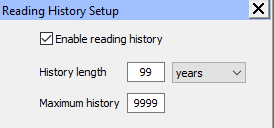 Reading History Setup
Enable reading history
History length 99 years
Maximum history 9999